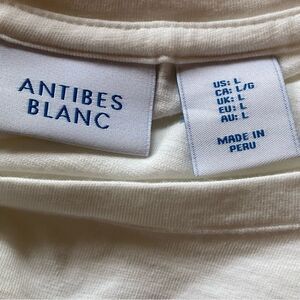 ANTIBES
BLANC
US: L
CA: L/G
UK: L
EU: L
AU: L
MADE IN
PERU